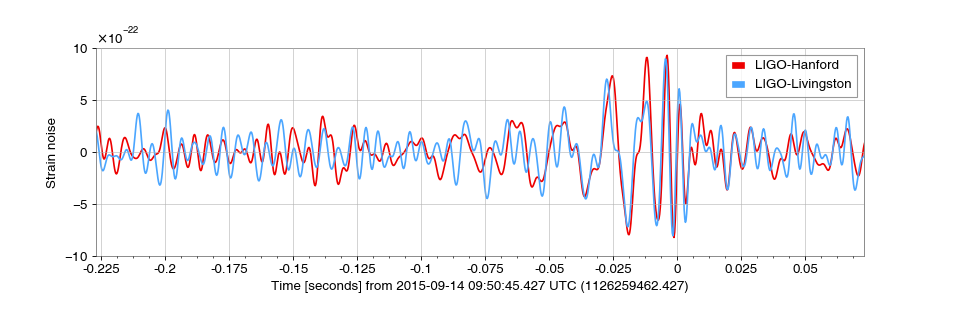 ×10⁻²²
10
5
0
−5
−10
Strain noise
LIGO-Hanford
LIGO-Livingston
-0.225 -0.2 -0.175 -0.15 -0.125 -0.1 -0.075 -0.05 -0.025 0 0.025 0.05
Time [seconds] from 2015-09-14 09:50:45.427 UTC (1126259462.427)